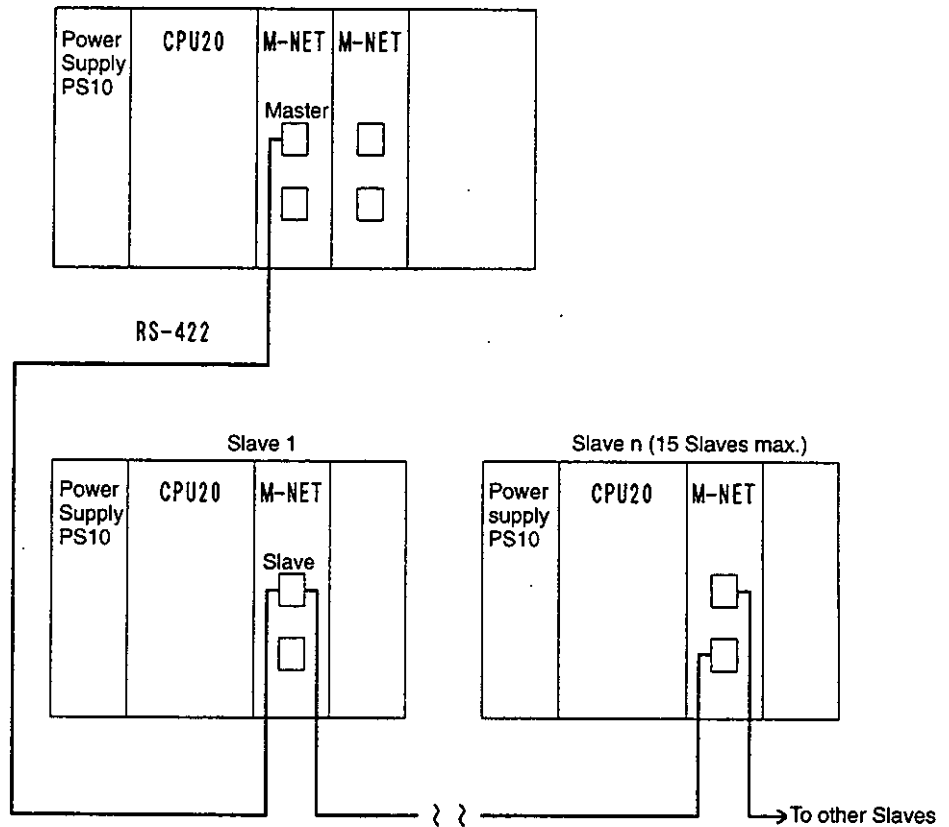 Power
Supply
PS10
CPU20
M-NET
M-NET
Master
RS-422
Slave 1
Power
Supply
PS10
CPU20
M-NET
Slave
Slave n (15 Slaves max.)
Power
supply
PS10
CPU20
M-NET
To other Slaves